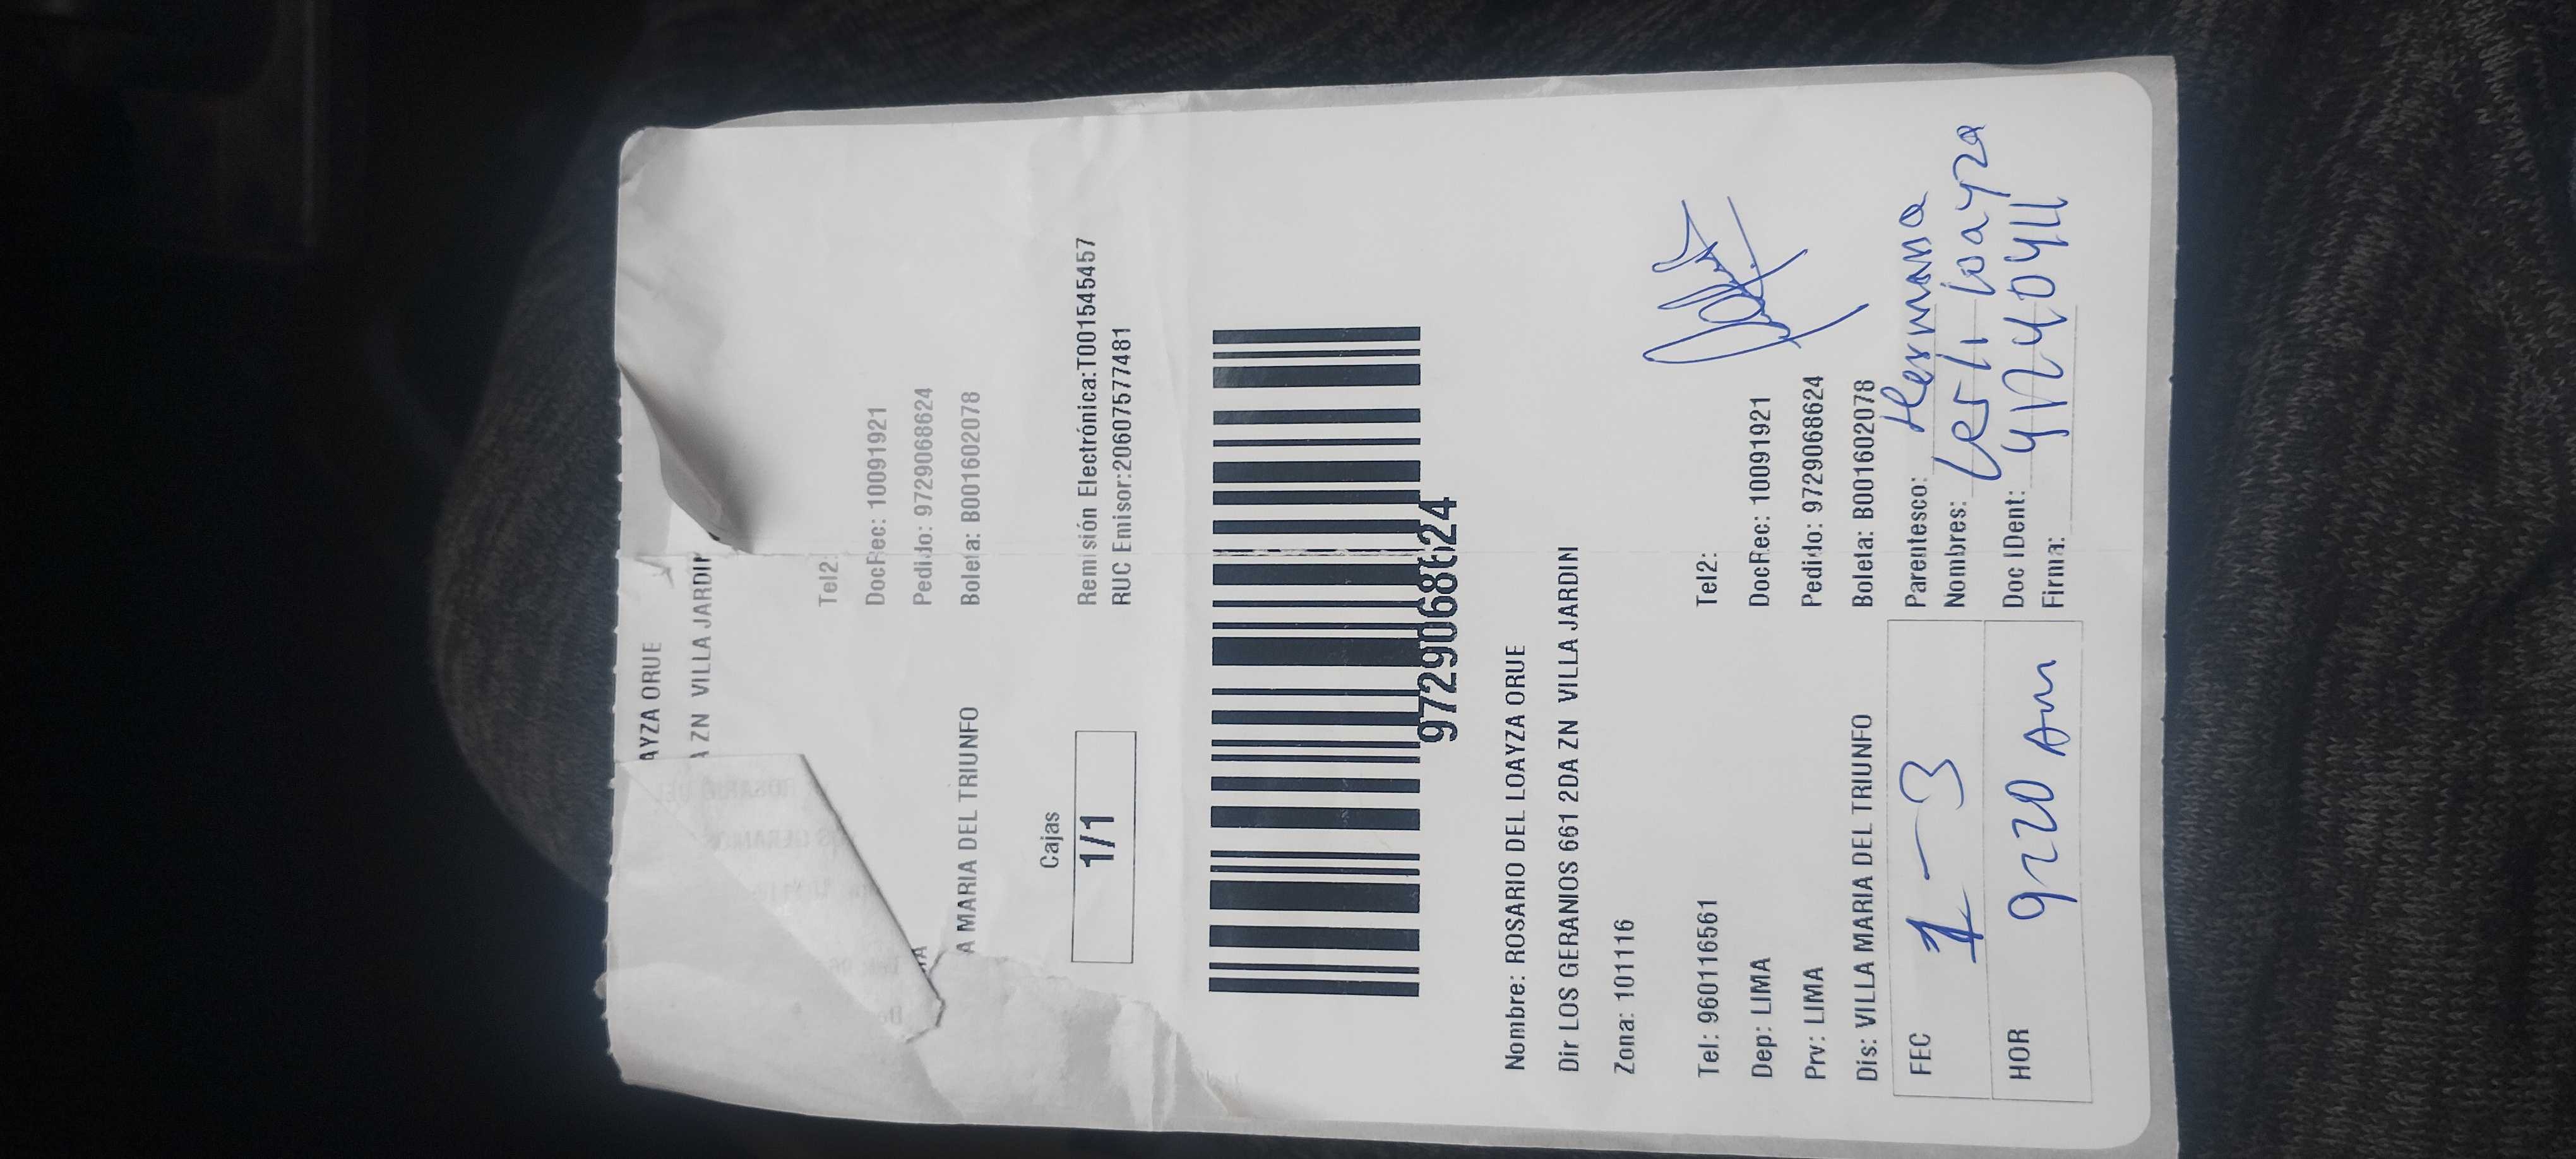 AYZA ORUE
A ZN VILLA JARDIN
Tel2:
DocRec: 10091921
Pedido: 9729068624
A MARIA DEL TRIUNFO Boleta: B001602078
Cajas
1/1
Remisión Electrónica:T001545457
RUC Emisor:20607577481
9729068624
Nombre: ROSARIO DEL LOAYZA ORUE
Dir LOS GERANIOS 661 2DA ZN VILLA JARDIN
Zona: 101116
Tel: 960116561 Tel2:
Dep: LIMA DocRec: 10091921
Prv: LIMA Pedido: 9729068624
Dis: VILLA MARIA DEL TRIUNFO Boleta: B001602078
FEC 1-3 Parentesco: Hermana
Nombres: Lesli Loayza
HOR 9:20 Am Doc IDent:
Firma: